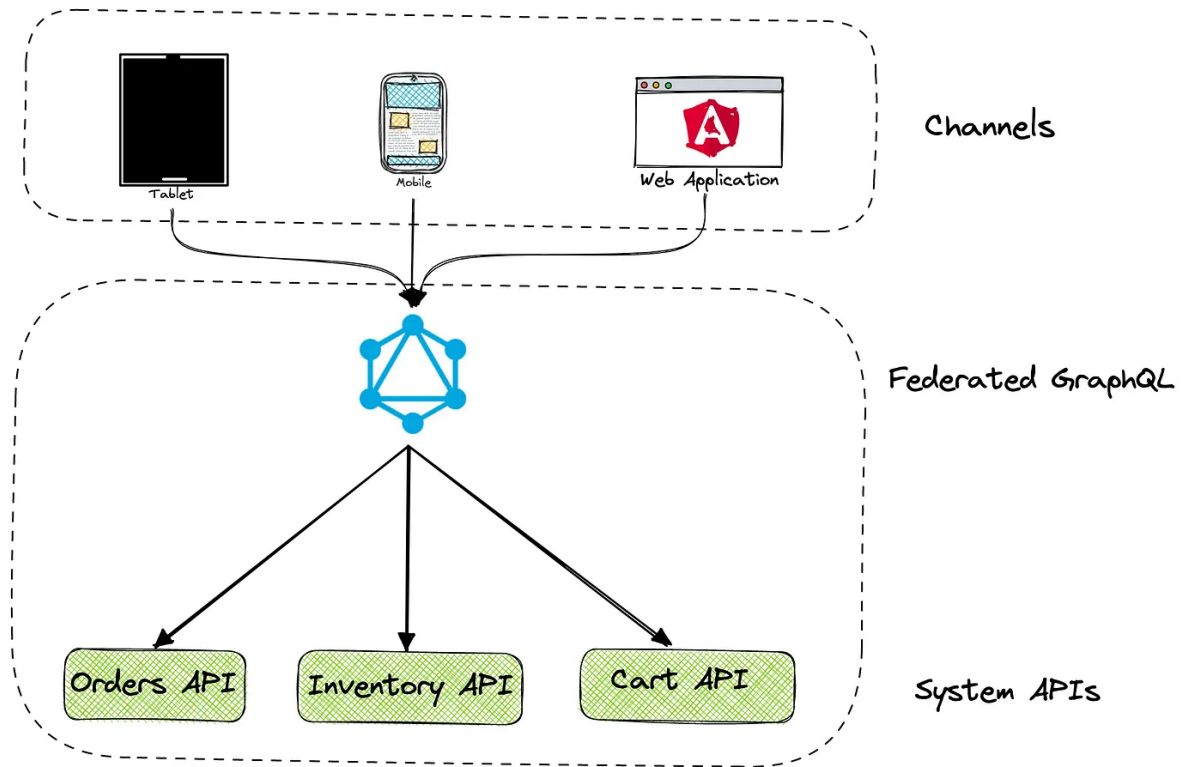 Tablet
Mobile
Web Application
Channels
Federated GraphQL
Orders API
Inventory API
Cart API
System APIs